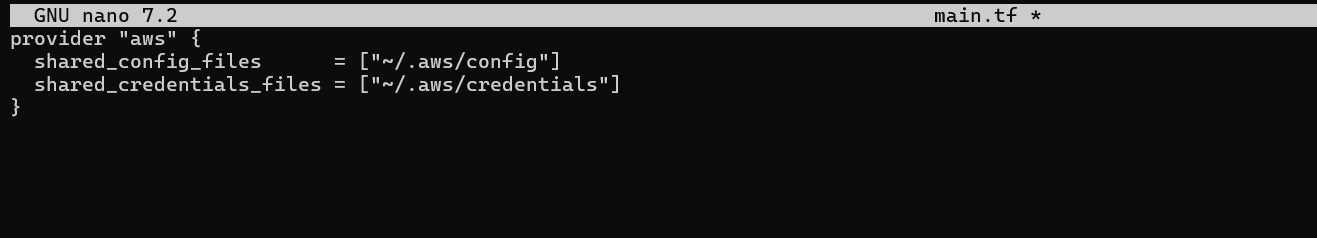 GNU nano 7.2 main.tf *
provider "aws" {
  shared_config_files      = ["~/.aws/config"]
  shared_credentials_files = ["~/.aws/credentials"]
}